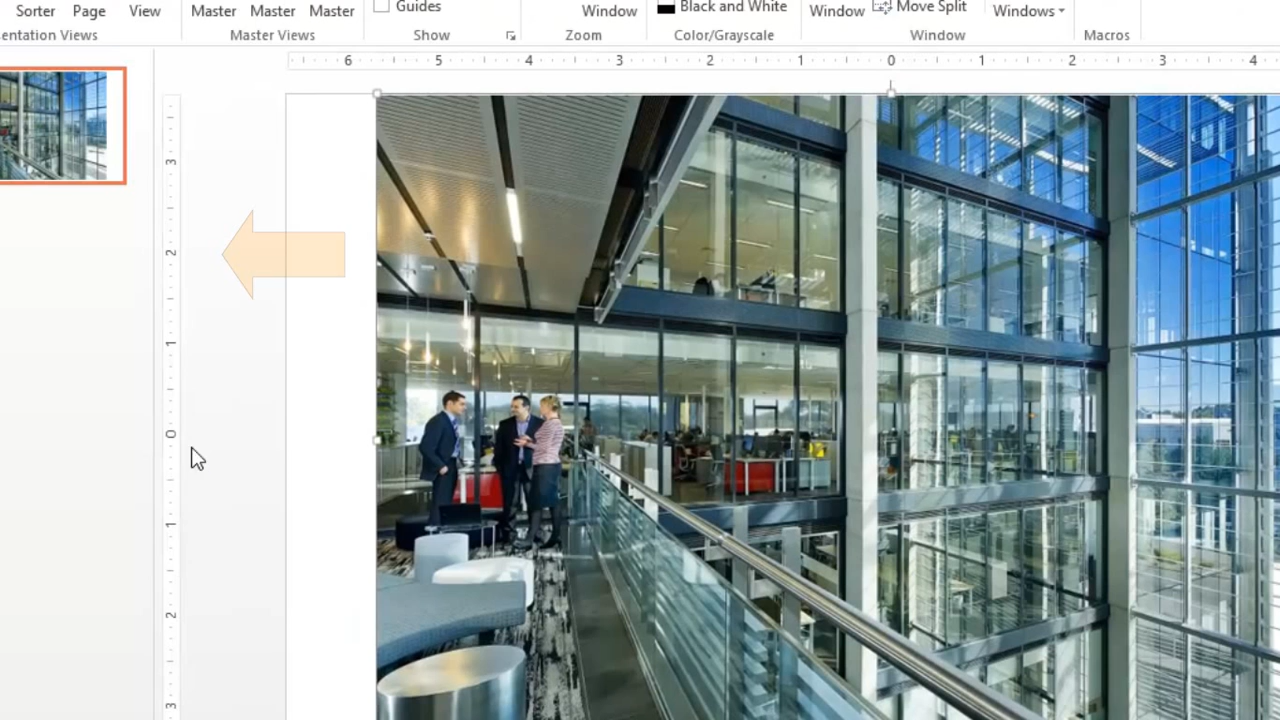 Sorter Page View Master Master Master Guides Window Black and White Window Move Split Windows
entation Views Master Views Show Zoom Color/Grayscale Window Macros
6 5 4 3 2 1 0 1 2 3 4
3
2
1
0
1
2
3